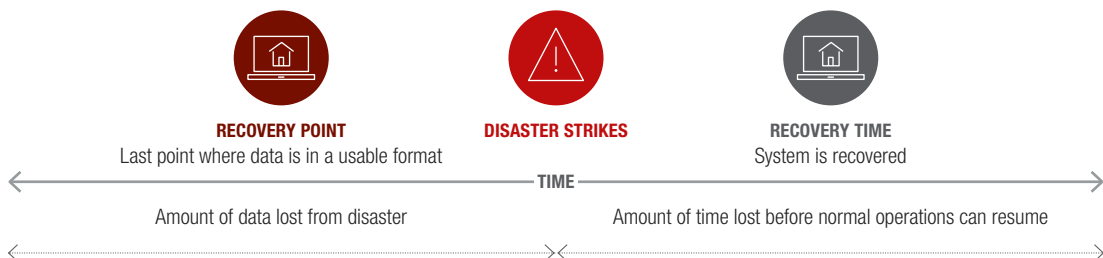 RECOVERY POINT
Last point where data is in a usable format
DISASTER STRIKES
RECOVERY TIME
System is recovered
TIME
Amount of data lost from disaster
Amount of time lost before normal operations can resume